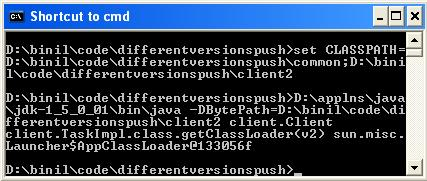 Shortcut to cmd
D:\binil\code\differentversionspush>set CLASSPATH=
D:\binil\code\differentversionspush\common;D:\bini
l\code\differentversionspush\client2
D:\binil\code\differentversionspush>D:\applns\java
\jdk-1_5_0_01\bin\java -DBytePath=D:\binil\code\di
fferentversionspush\client2 client.Client
client.TaskImpl.class.getClassLoader(v2) sun.misc.
Launcher$AppClassLoader@133056f
D:\binil\code\differentversionspush>_